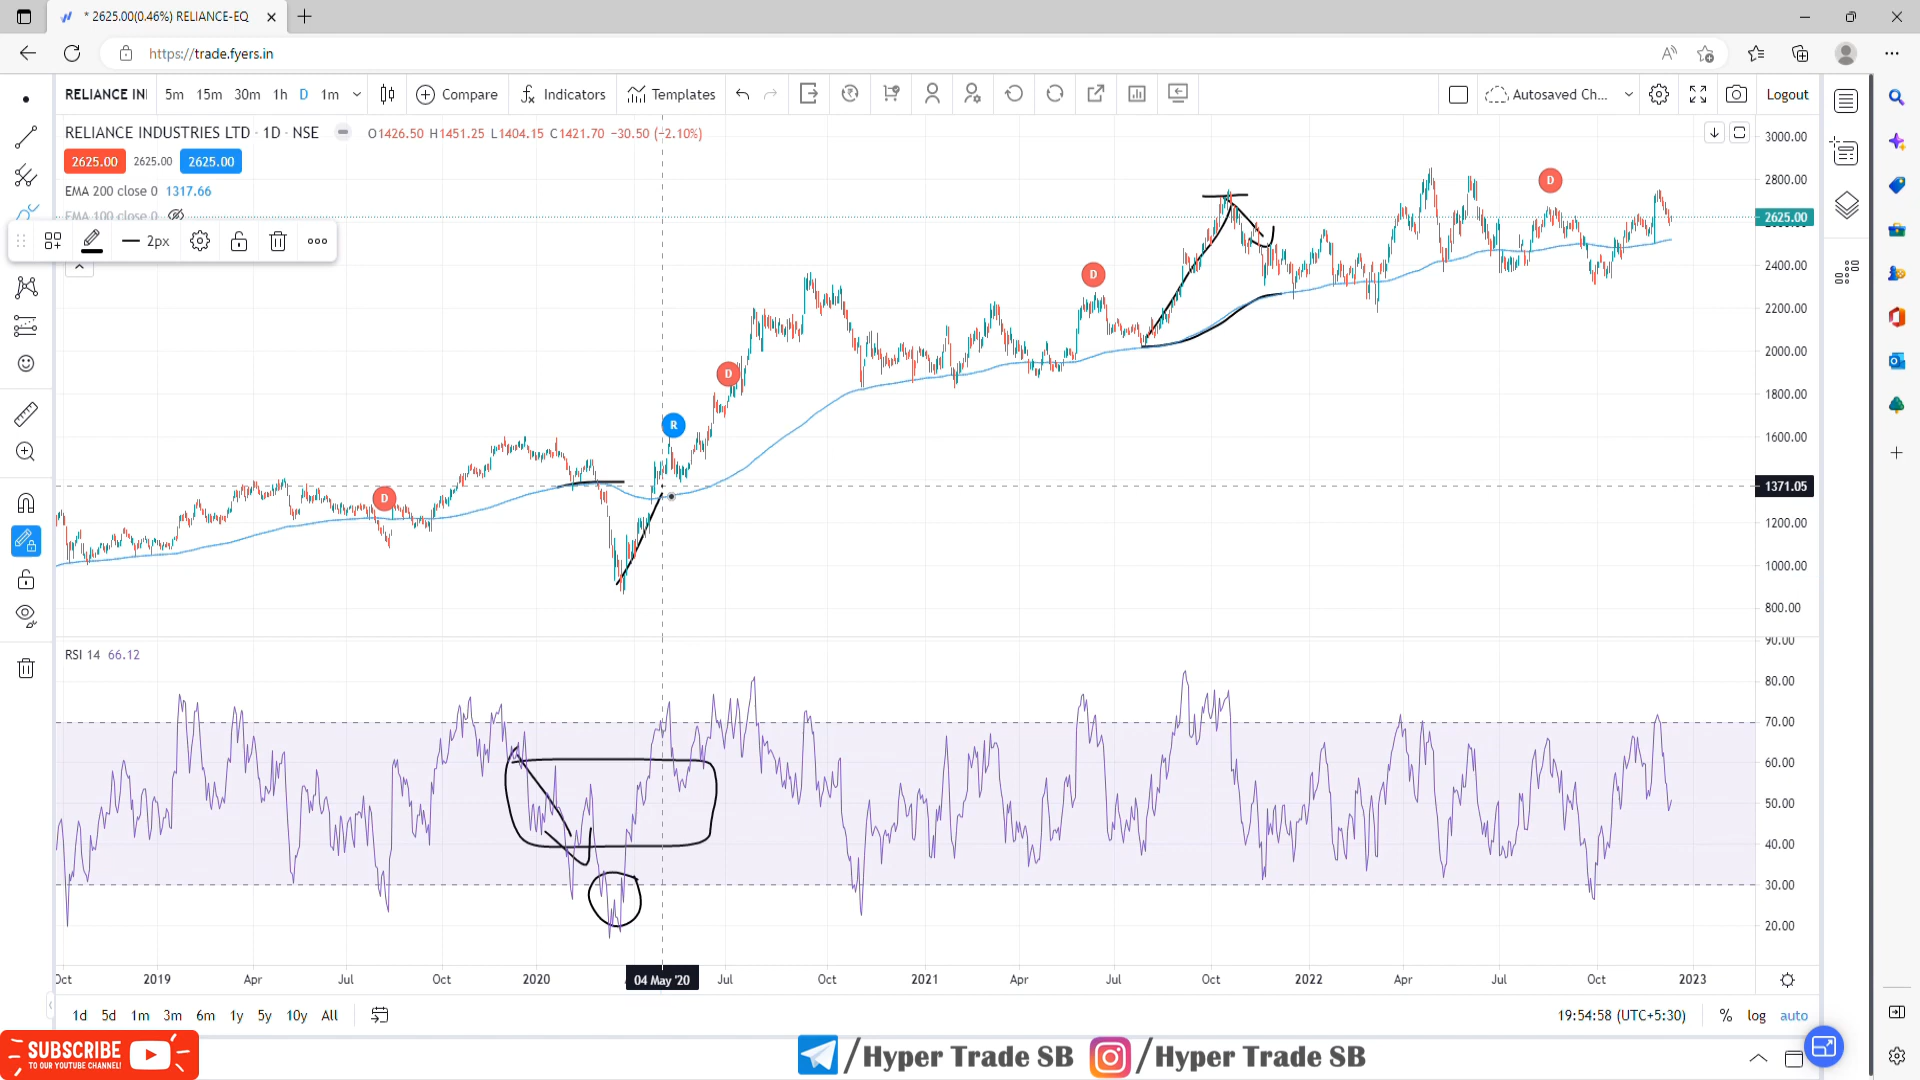 * 2625.00(0.46%) RELIANCE-EQ
https://trade.fyers.in
RELIANCE IN
5m 15m 30m 1h D 1m
Compare
Indicators
Templates
Autosaved Ch...
Logout
RELIANCE INDUSTRIES LTD · 1D · NSE
O1426.50 H1451.25 L1404.15 C1421.70 −30.50 (−2.10%)
2625.00 2625.00 2625.00
EMA 200 close 0 1317.66
EMA 100 close 0
2px
3000.00
2800.00
2625.00
2400.00
2200.00
2000.00
1800.00
1600.00
1371.05
1200.00
1000.00
800.00
D
D
R
D
D
D
RSI 14 66.12
90.00
80.00
70.00
60.00
50.00
40.00
30.00
20.00
Oct 2019 Apr Jul Oct 2020 04 May '20 Jul Oct 2021 Apr Jul Oct 2022 Apr Jul Oct 2023
1d 5d 1m 3m 6m 1y 5y 10y All
19:54:58 (UTC+5:30)
% log auto
SUBSCRIBE
TO OUR YOUTUBE CHANNEL!
/Hyper Trade SB
/Hyper Trade SB